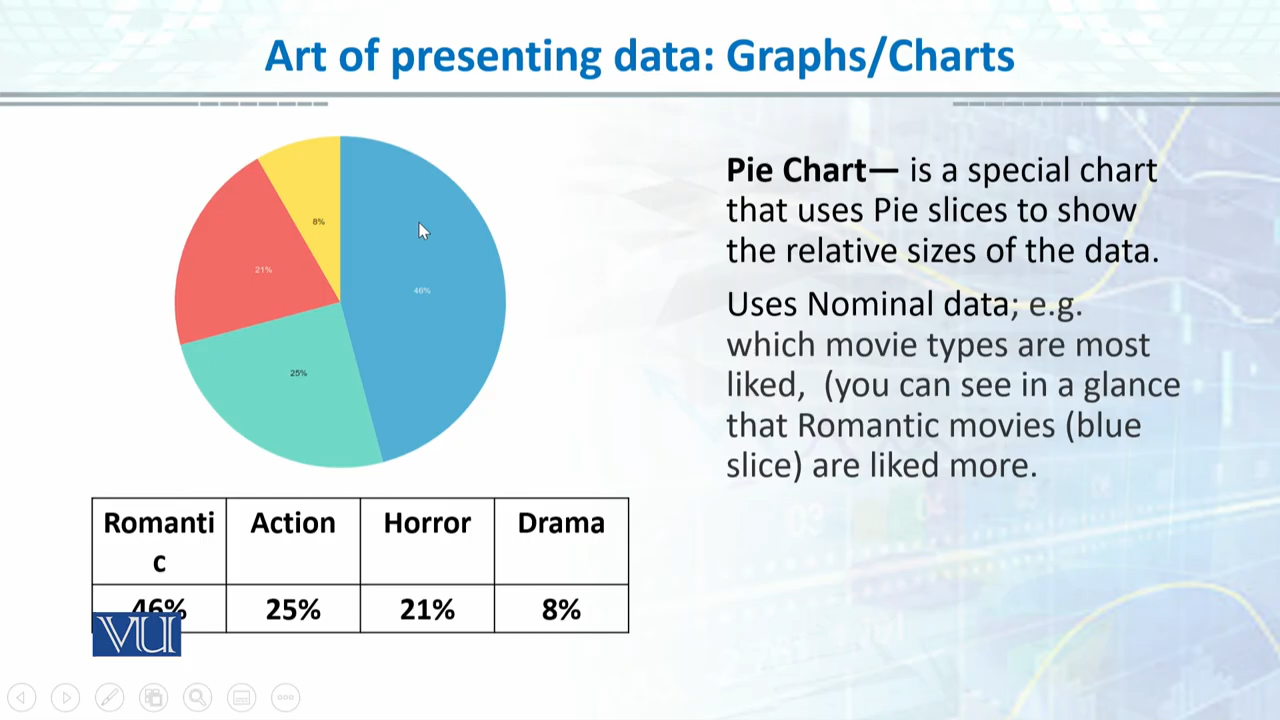 Art of presenting data: Graphs/Charts
8%
21%
46%
25%
Pie Chart— is a special chart
that uses Pie slices to show
the relative sizes of the data.
Uses Nominal data; e.g.
which movie types are most
liked, (you can see in a glance
that Romantic movies (blue
slice) are liked more.
Romanti
c
Action
Horror
Drama
46%
25%
21%
8%
VU